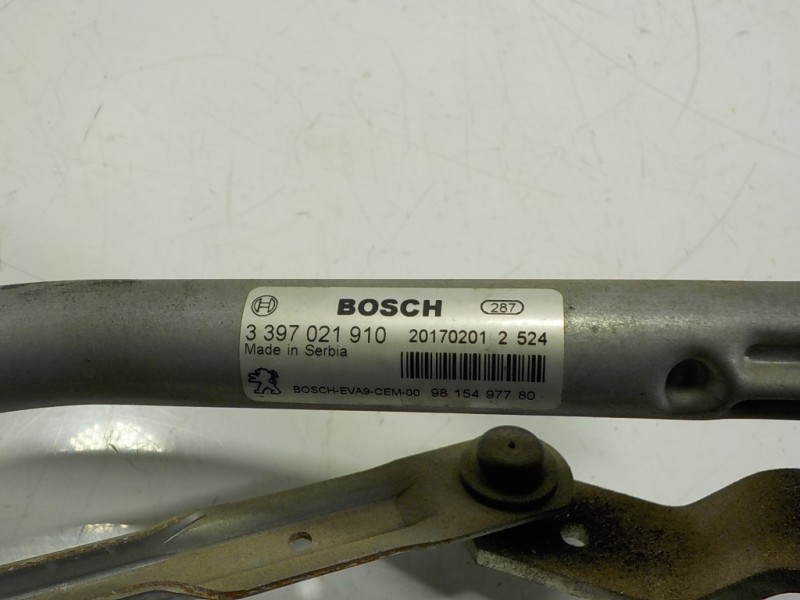 BOSCH 287
3 397 021 910 20170201 2 524
Made in Serbia
BOSCH-EVA9-CEM-00 98 154 977 80